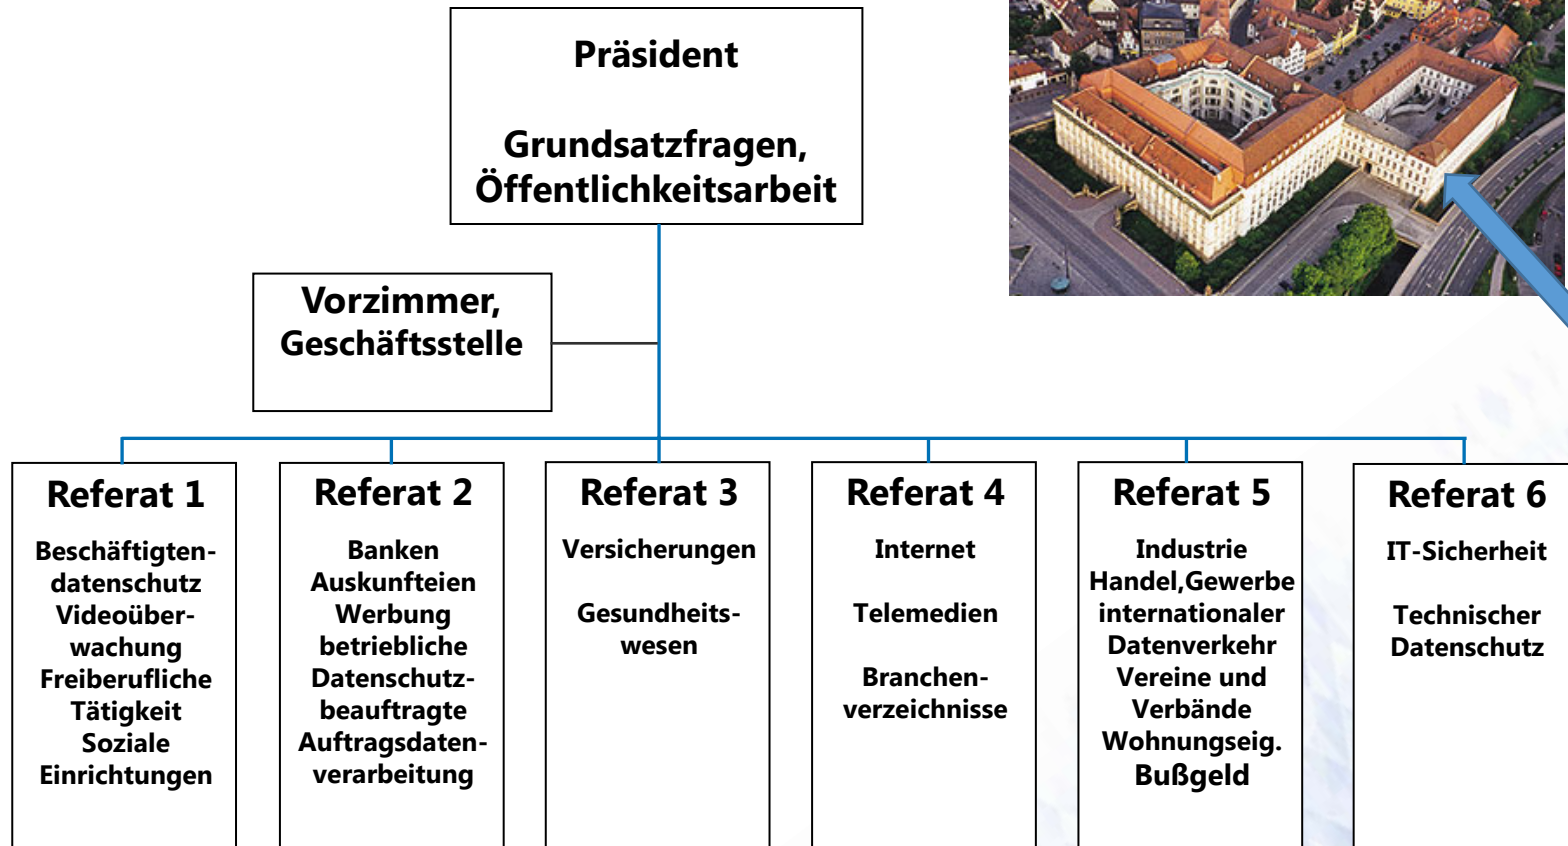 Präsident
Grundsatzfragen,
Öffentlichkeitsarbeit
Vorzimmer,
Geschäftsstelle
Referat 1
Beschäftigten-
datenschutz
Videoüber-
wachung
Freiberufliche
Tätigkeit
Soziale
Einrichtungen
Referat 2
Banken
Auskunfteien
Werbung
betriebliche
Datenschutz-
beauftragte
Auftragsdaten-
verarbeitung
Referat 3
Versicherungen
Gesundheits-
wesen
Referat 4
Internet
Telemedien
Branchen-
verzeichnisse
Referat 5
Industrie
Handel,Gewerbe
internationaler
Datenverkehr
Vereine und
Verbände
Wohnungseig.
Bußgeld
Referat 6
IT-Sicherheit
Technischer
Datenschutz